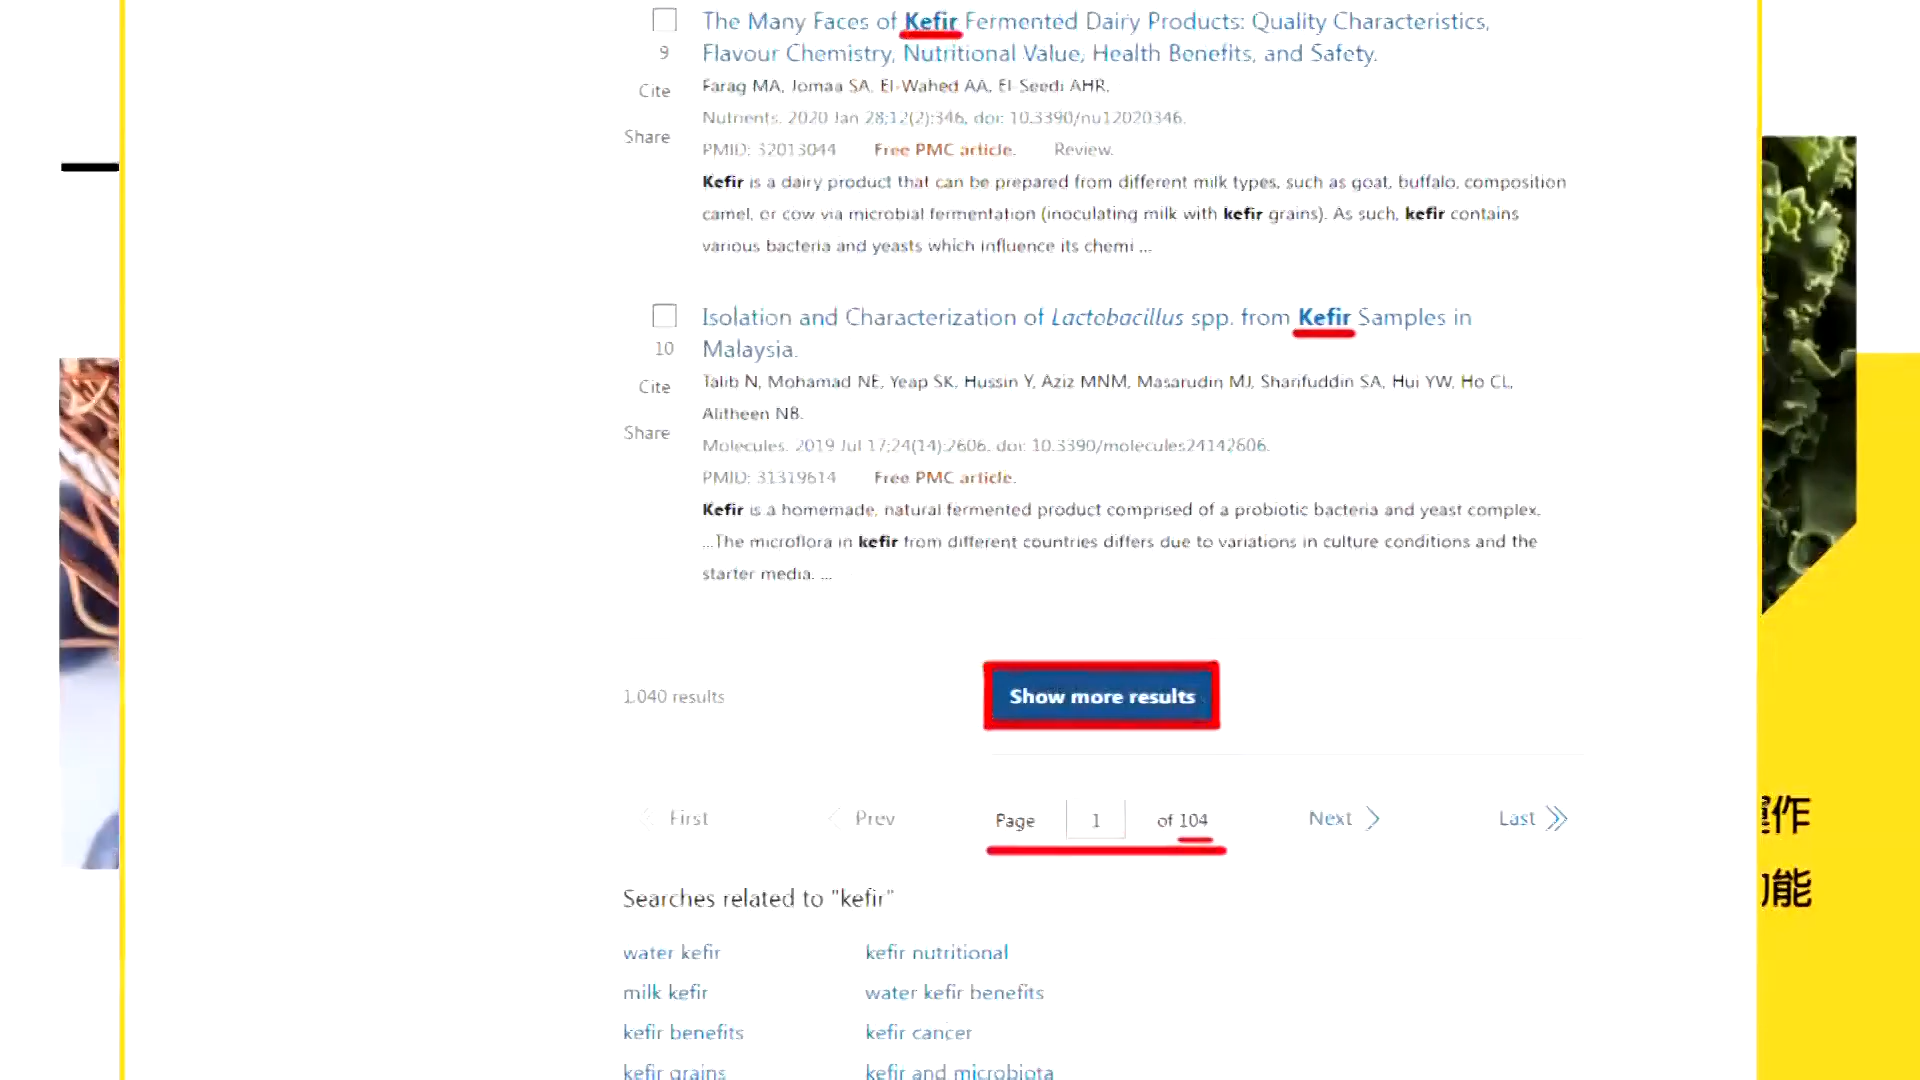 The Many Faces of Kefir Fermented Dairy Products: Quality Characteristics,
9
Flavour Chemistry, Nutritional Value, Health Benefits, and Safety.
Cite
Farag MA, Jomaa SA, El-Wahed AA, El-Seedi AHR.
Nutrients. 2020 Jan 28;12(2):346. doi: 10.3390/nu12020346.
Share
PMID: 32013044 Free PMC article. Review.
Kefir is a dairy product that can be prepared from different milk types, such as goat, buffalo, composition
camel, or cow via microbial fermentation (inoculating milk with kefir grains). As such, kefir contains
various bacteria and yeasts which influence its chemi ...
Isolation and Characterization of Lactobacillus spp. from Kefir Samples in
10
Malaysia.
Cite
Talib N, Mohamad NE, Yeap SK, Hussin Y, Aziz MNM, Masarudin MJ, Sharifuddin SA, Hui YW, Ho CL,
Alitheen NB.
Share
Molecules. 2019 Jul 17;24(14):2606. doi: 10.3390/molecules24142606.
PMID: 31319614 Free PMC article.
Kefir is a homemade, natural fermented product comprised of a probiotic bacteria and yeast complex.
...The microflora in kefir from different countries differs due to variations in culture conditions and the
starter media. ...
1,040 results
Show more results
First Prev Page 1 of 104 Next Last
作
能
Searches related to "kefir"
water kefir kefir nutritional
milk kefir water kefir benefits
kefir benefits kefir cancer
kefir grains kefir and microbiota